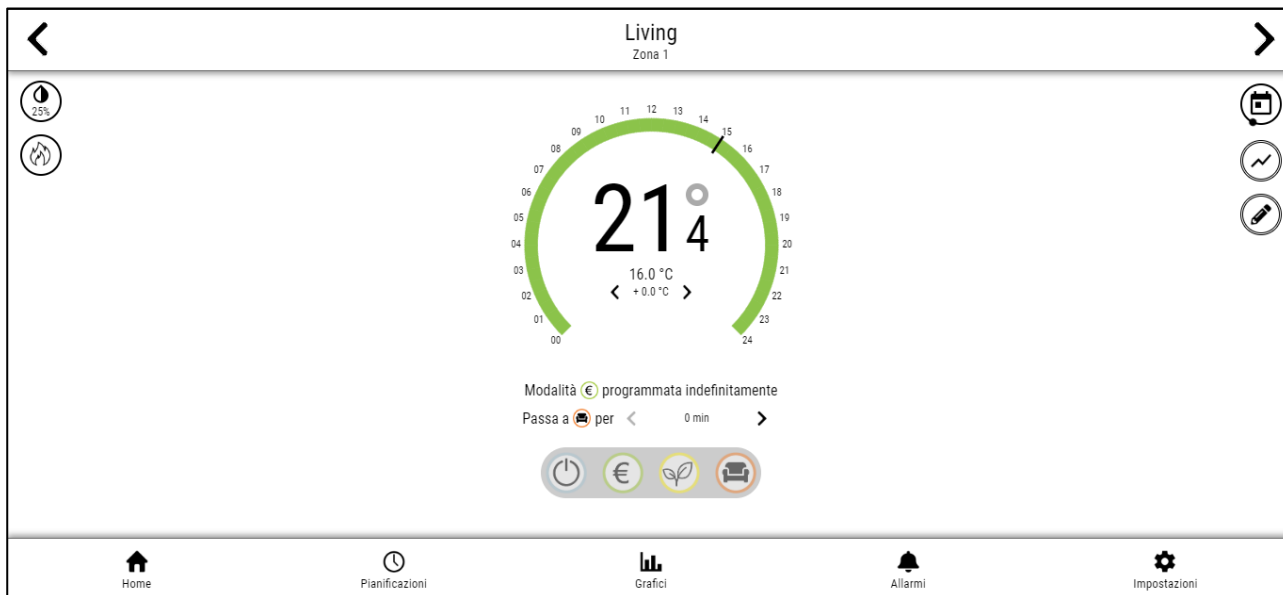 Living
Zona 1
25%
00
01
02
03
04
05
06
07
08
09
10
11
12
13
14
15
16
17
18
19
20
21
22
23
24
21°4
16.0 °C
+ 0.0 °C
Modalità € programmata indefinitamente
Passa a per 0 min
€
Home
Pianificazioni
Grafici
Allarmi
Impostazioni